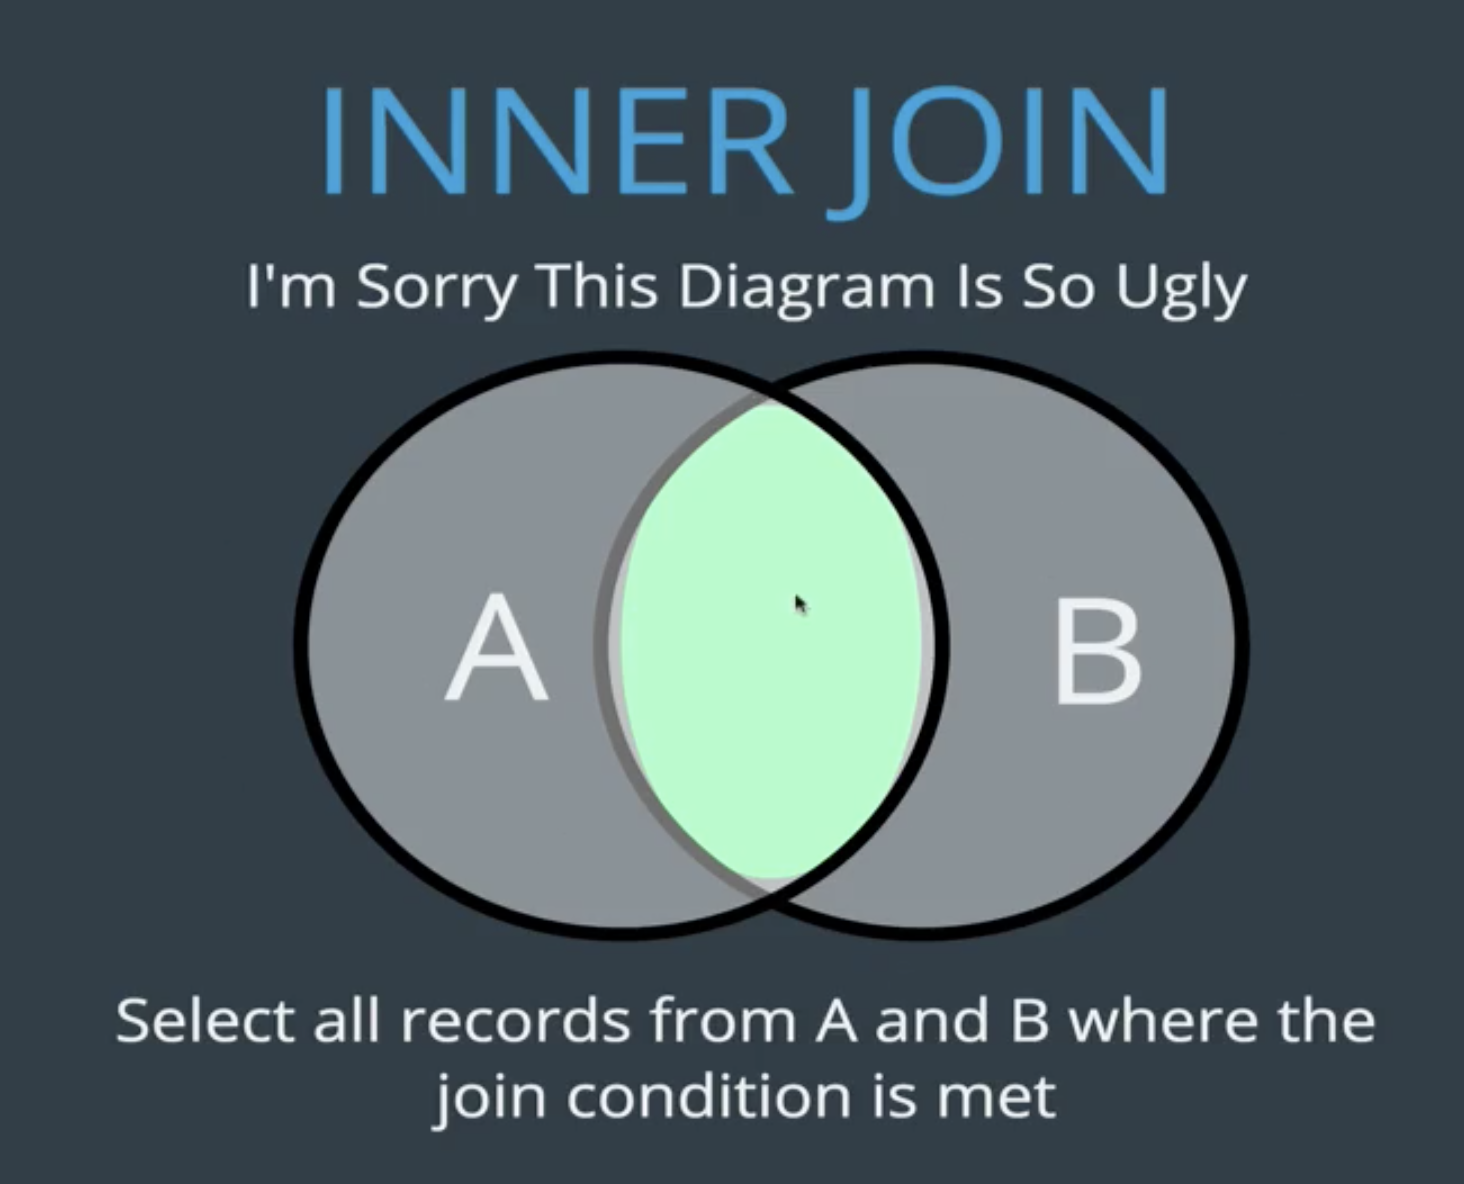 INNER JOIN
I'm Sorry This Diagram Is So Ugly
A
B
Select all records from A and B where the
join condition is met